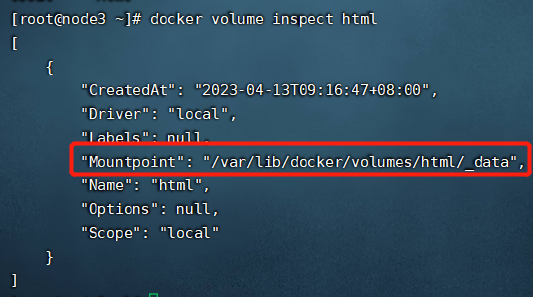 [root@node3 ~]# docker volume inspect html
[
    {
        "CreatedAt": "2023-04-13T09:16:47+08:00",
        "Driver": "local",
        "Labels": null,
        "Mountpoint": "/var/lib/docker/volumes/html/_data",
        "Name": "html",
        "Options": null,
        "Scope": "local"
    }
]